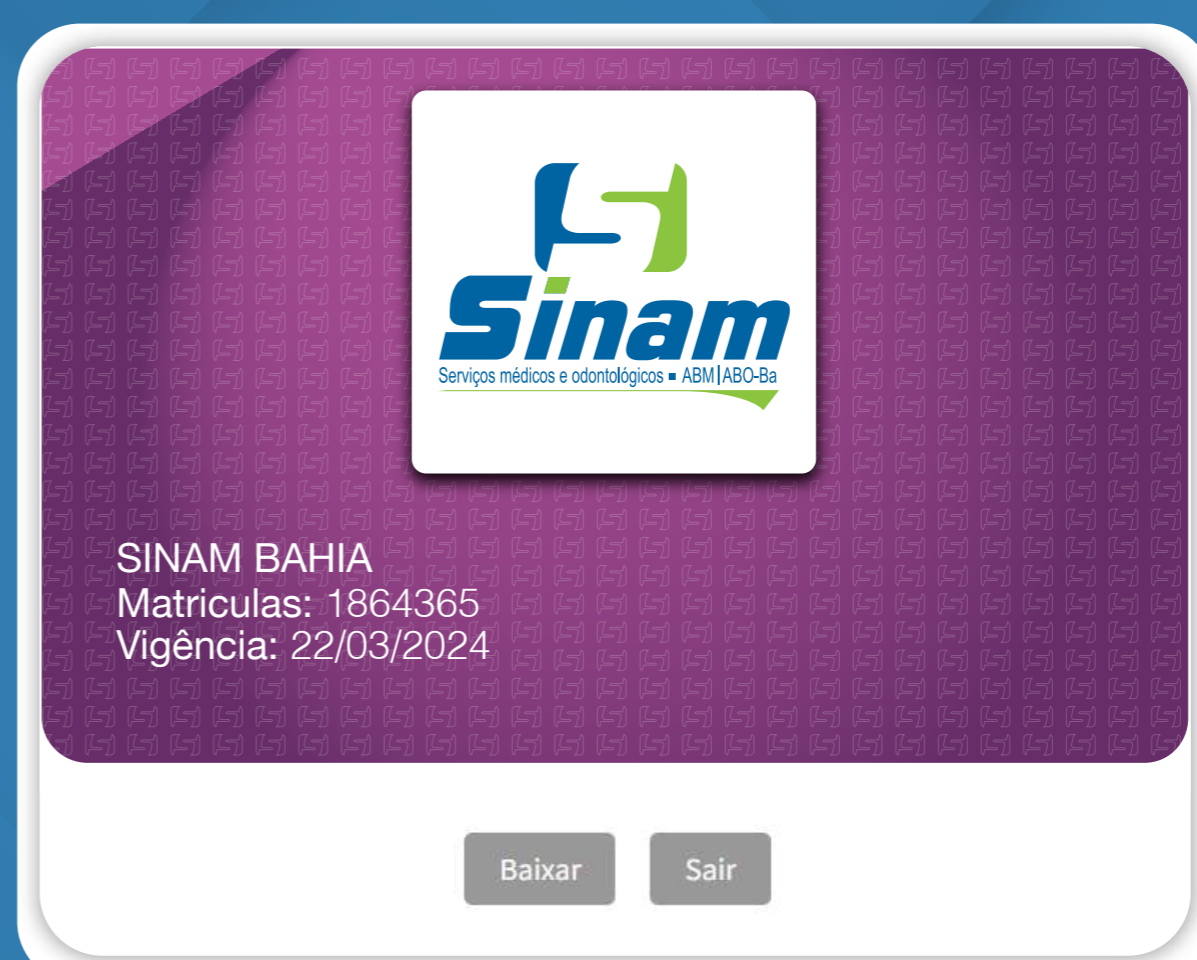 Sinam
Serviços médicos e odontológicos ▪ ABM|ABO-Ba
SINAM BAHIA
Matriculas: 1864365
Vigência: 22/03/2024
Baixar Sair